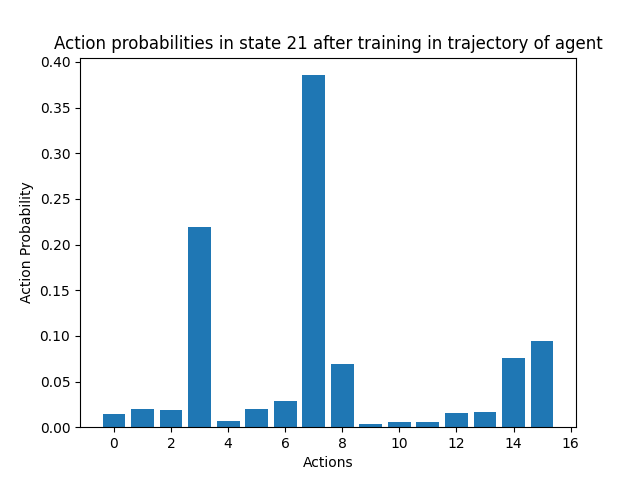 Action probabilities in state 21 after training in trajectory of agent
0.40
0.35
0.30
0.25
0.20
0.15
0.10
0.05
0.00
Action Probability
0 2 4 6 8 10 12 14 16
Actions